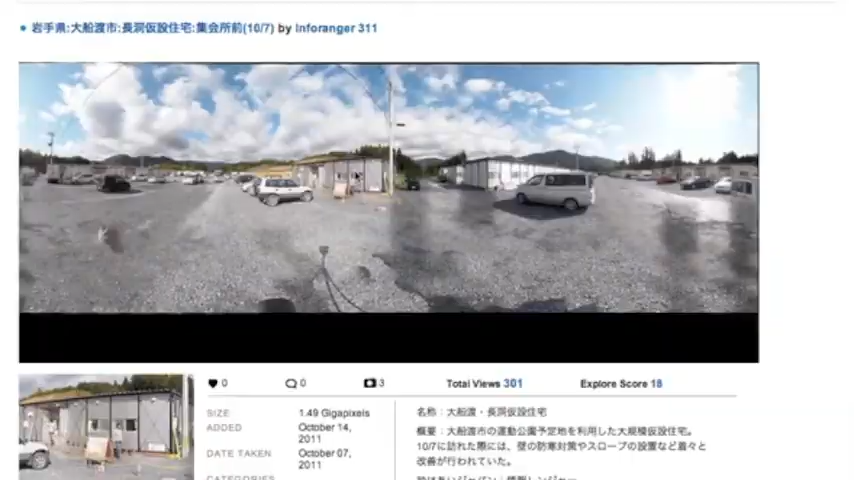 岩手県:大船渡市:長洞仮設住宅:集会所前(10/7) by Inforanger 311
0
0
3
Total Views 301
Explore Score 18
SIZE 1.49 Gigapixels
ADDED October 14, 2011
DATE TAKEN October 07, 2011
CATEGORIES
名称：大船渡・長洞仮設住宅
概要：大船渡市の運動公園予定地を利用した大規模仮設住宅。
10/7に訪れた際には、壁の防寒対策やスロープの設置など着々と
改善が行われていた。